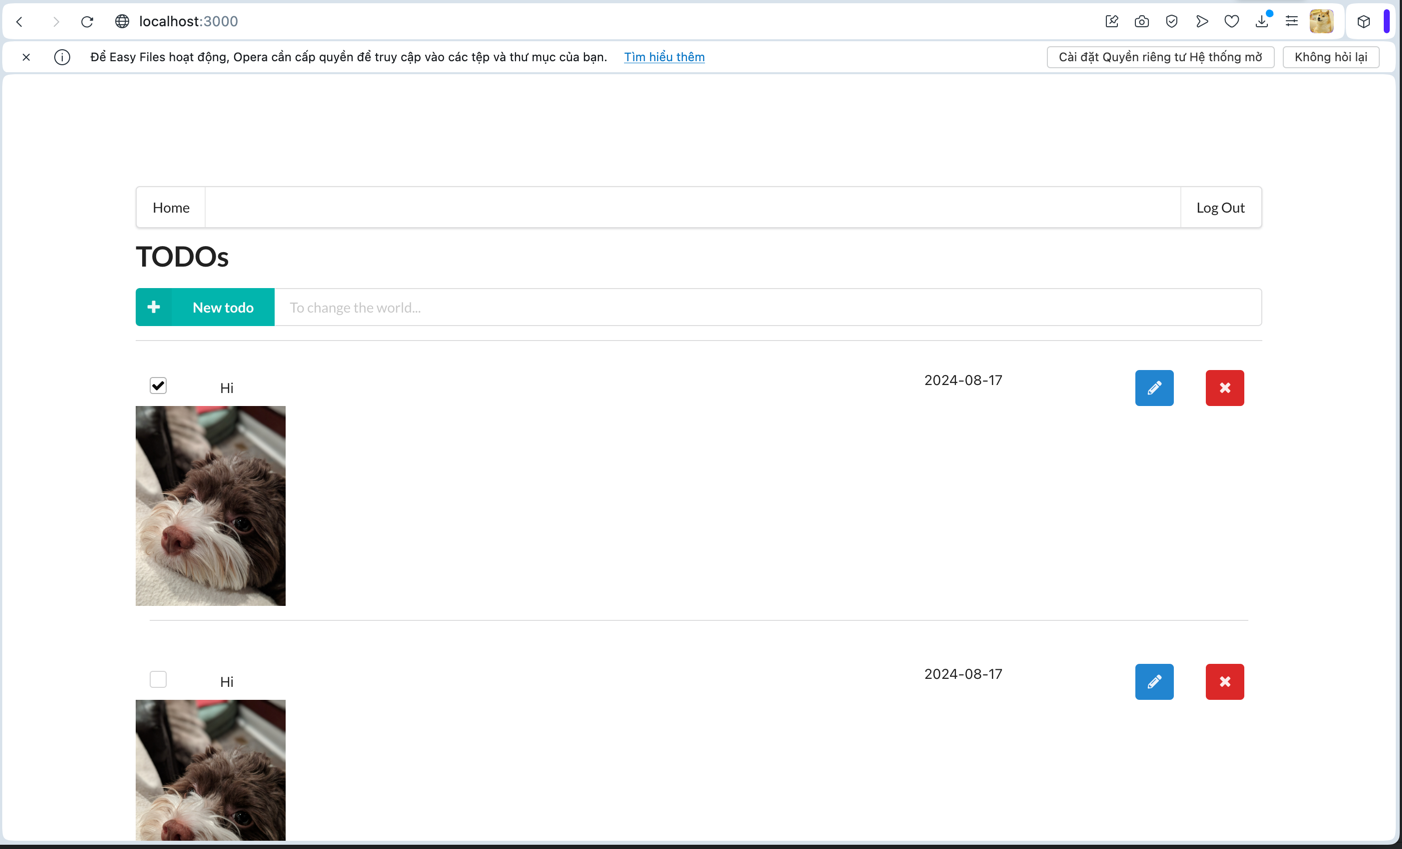 localhost:3000
Để Easy Files hoạt động, Opera cần cấp quyền để truy cập vào các tệp và thư mục của bạn. Tìm hiểu thêm Cài đặt Quyền riêng tư Hệ thống mở Không hỏi lại
Home Log Out
TODOs
New todo To change the world...
Hi 2024-08-17
Hi 2024-08-17